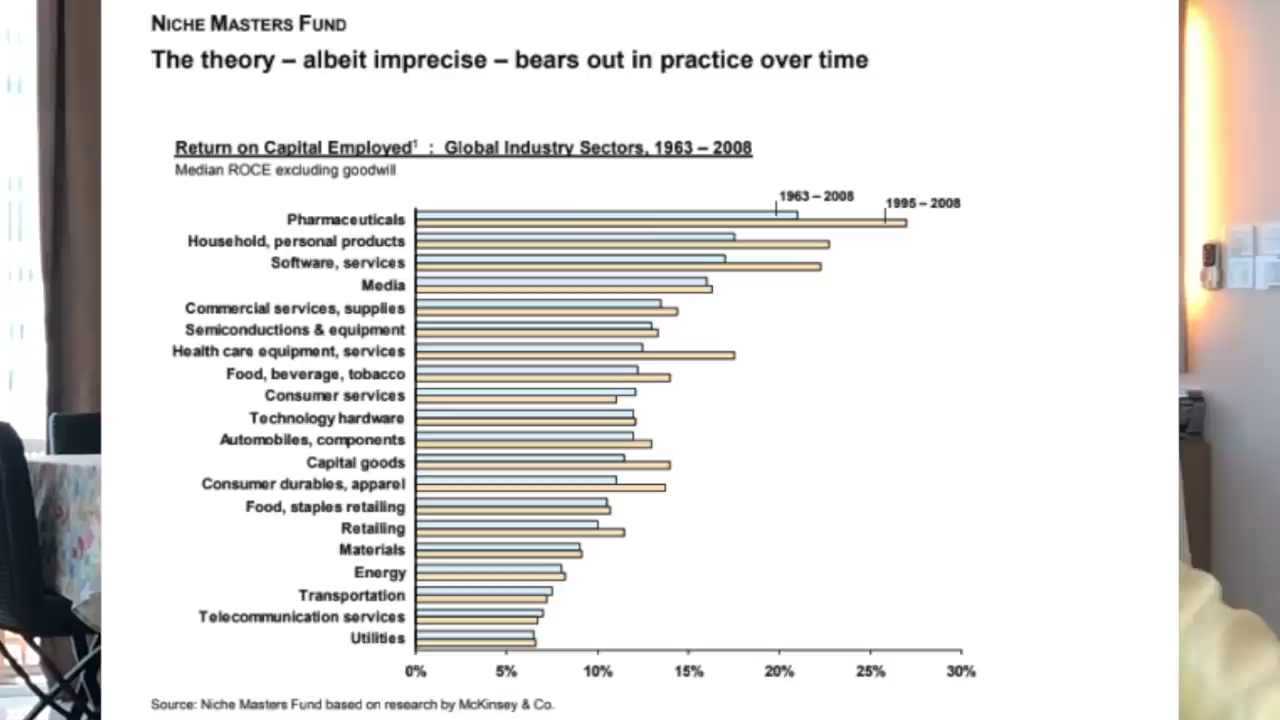 NICHE MASTERS FUND
The theory – albeit imprecise – bears out in practice over time
Return on Capital Employed¹ : Global Industry Sectors, 1963 – 2008
Median ROCE excluding goodwill
1963 – 2008
1995 – 2008
Pharmaceuticals
Household, personal products
Software, services
Media
Commercial services, supplies
Semiconductions & equipment
Health care equipment, services
Food, beverage, tobacco
Consumer services
Technology hardware
Automobiles, components
Capital goods
Consumer durables, apparel
Food, staples retailing
Retailing
Materials
Energy
Transportation
Telecommunication services
Utilities
0% 5% 10% 15% 20% 25% 30%
Source: Niche Masters Fund based on research by McKinsey & Co.